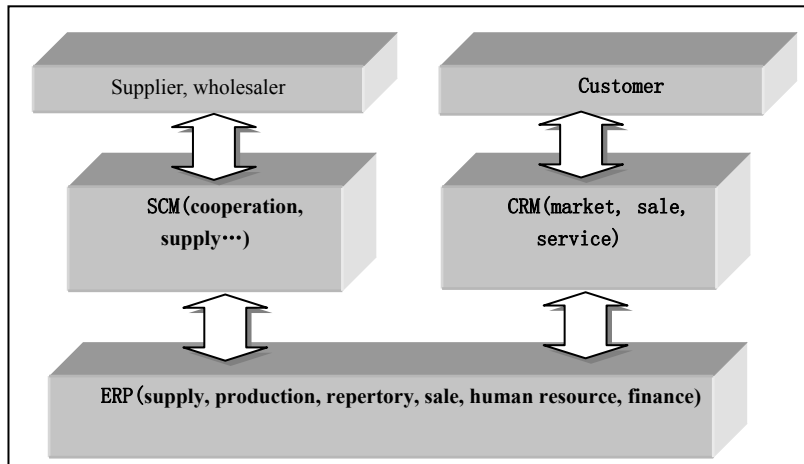 Supplier, wholesaler
Customer
SCM(cooperation,
supply⋯)
CRM(market, sale,
service)
ERP(supply, production, repertory, sale, human resource, finance)